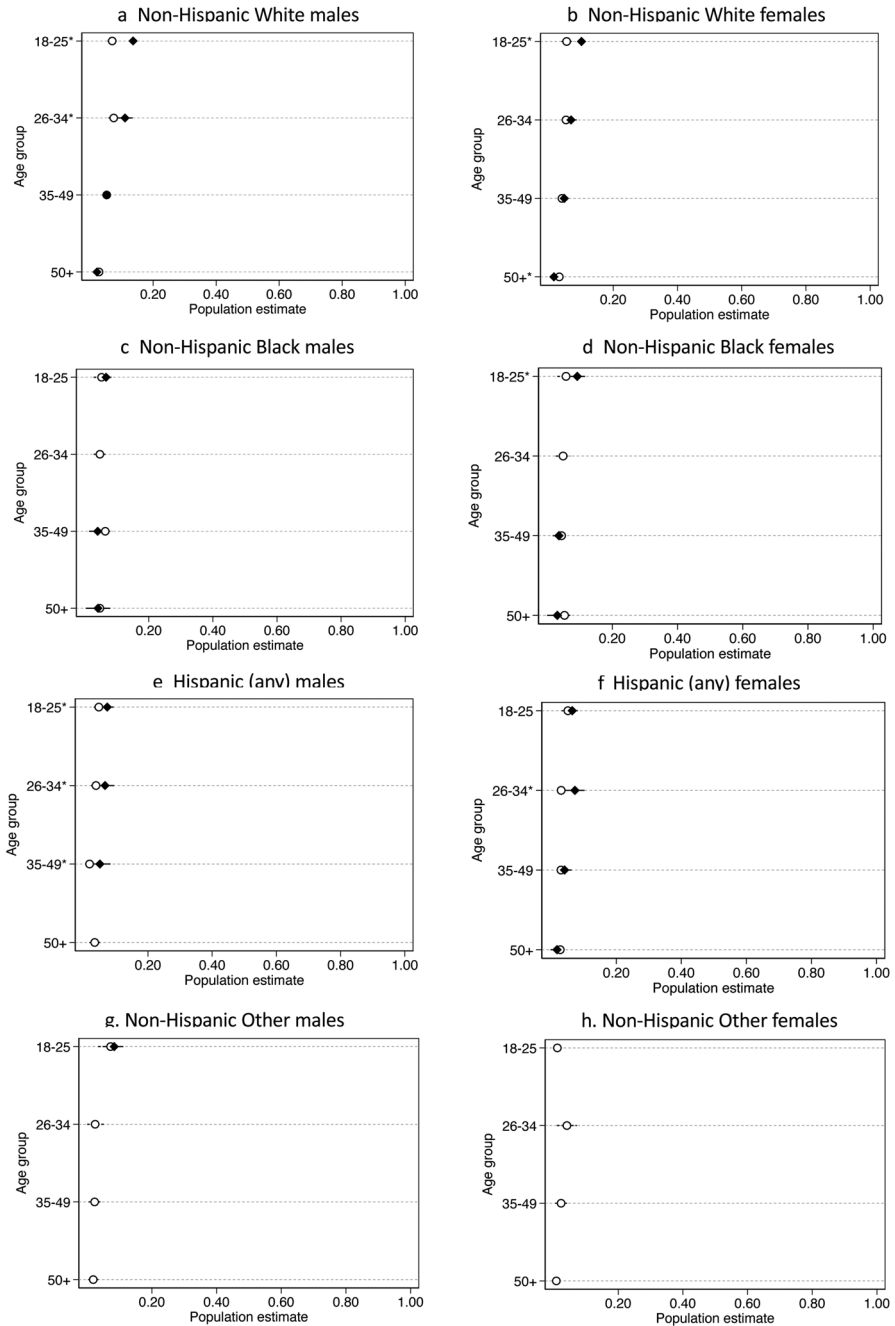 a Non-Hispanic White males
Age group
18-25*
26-34*
35-49
50+
0.20 0.40 0.60 0.80 1.00
Population estimate
b Non-Hispanic White females
Age group
18-25*
26-34
35-49
50+*
0.20 0.40 0.60 0.80 1.00
Population estimate
c Non-Hispanic Black males
Age group
18-25
26-34
35-49
50+
0.20 0.40 0.60 0.80 1.00
Population estimate
d Non-Hispanic Black females
Age group
18-25*
26-34
35-49
50+
0.20 0.40 0.60 0.80 1.00
Population estimate
e Hispanic (any) males
Age group
18-25*
26-34*
35-49*
50+
0.20 0.40 0.60 0.80 1.00
Population estimate
f Hispanic (any) females
Age group
18-25
26-34*
35-49
50+
0.20 0.40 0.60 0.80 1.00
Population estimate
g. Non-Hispanic Other males
Age group
18-25
26-34
35-49
50+
0.20 0.40 0.60 0.80 1.00
Population estimate
h. Non-Hispanic Other females
Age group
18-25
26-34
35-49
50+
0.20 0.40 0.60 0.80 1.00
Population estimate